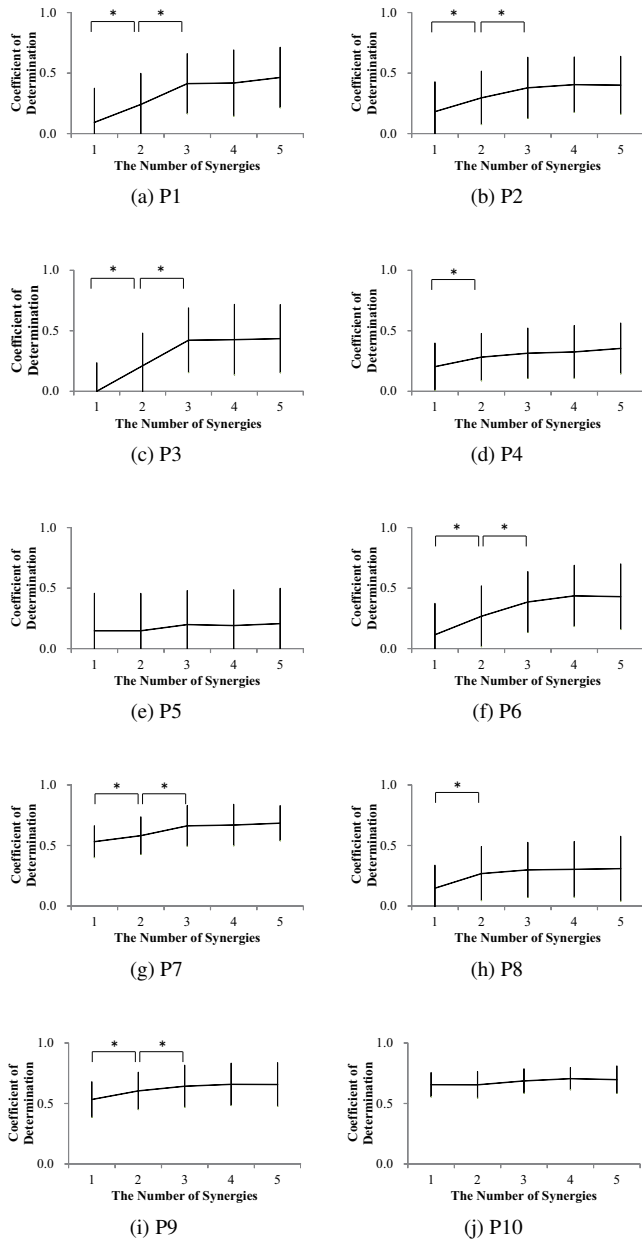 * *
1.0
0.5
0.0
Coefficient of
Determination
1 2 3 4 5
The Number of Synergies
(a) P1
* *
1.0
0.5
0.0
Coefficient of
Determination
1 2 3 4 5
The Number of Synergies
(b) P2
* *
1.0
0.5
0.0
Coefficient of
Determination
1 2 3 4 5
The Number of Synergies
(c) P3
*
1.0
0.5
0.0
Coefficient of
Determination
1 2 3 4 5
The Number of Synergies
(d) P4
1.0
0.5
0.0
Coefficient of
Determination
1 2 3 4 5
The Number of Synergies
(e) P5
* *
1.0
0.5
0.0
Coefficient of
Determination
1 2 3 4 5
The Number of Synergies
(f) P6
* *
1.0
0.5
0.0
Coefficient of
Determination
1 2 3 4 5
The Number of Synergies
(g) P7
*
1.0
0.5
0.0
Coefficient of
Determination
1 2 3 4 5
The Number of Synergies
(h) P8
* *
1.0
0.5
0.0
Coefficient of
Determination
1 2 3 4 5
The Number of Synergies
(i) P9
1.0
0.5
0.0
Coefficient of
Determination
1 2 3 4 5
The Number of Synergies
(j) P10